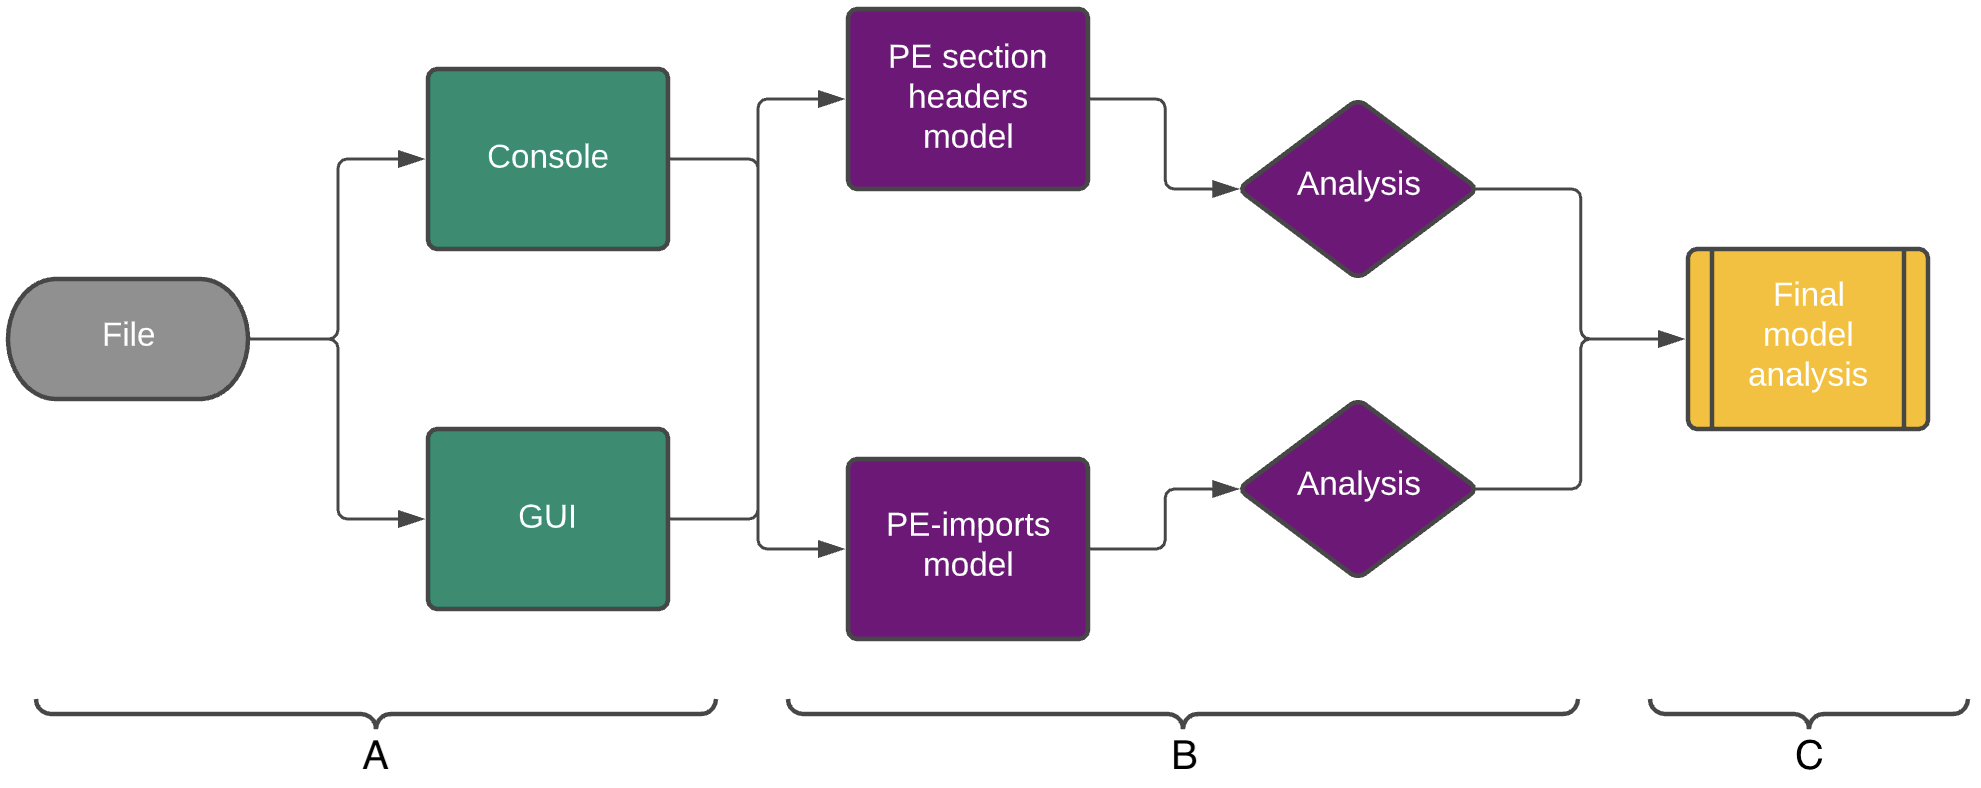 File
Console
GUI
PE section
headers
model
PE-imports
model
Analysis
Analysis
Final
model
analysis
A
B
C